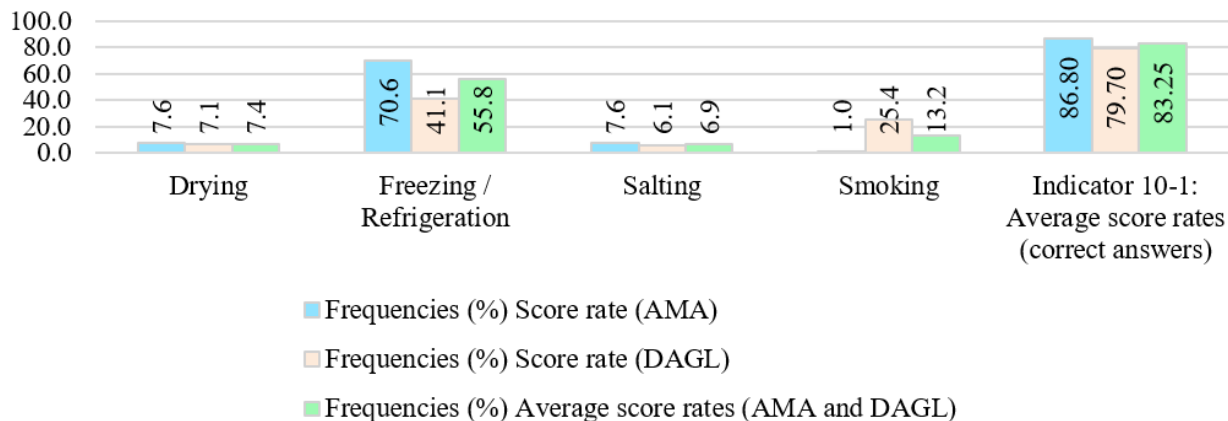 100.0
80.0
60.0
40.0
20.0
0.0
7.6
7.1
7.4
70.6
41.1
55.8
7.6
6.1
6.9
1.0
25.4
13.2
86.80
79.70
83.25
Drying
Freezing /
Refrigeration
Salting
Smoking
Indicator 10-1:
Average score rates
(correct answers)
Frequencies (%) Score rate (AMA)
Frequencies (%) Score rate (DAGL)
Frequencies (%) Average score rates (AMA and DAGL)